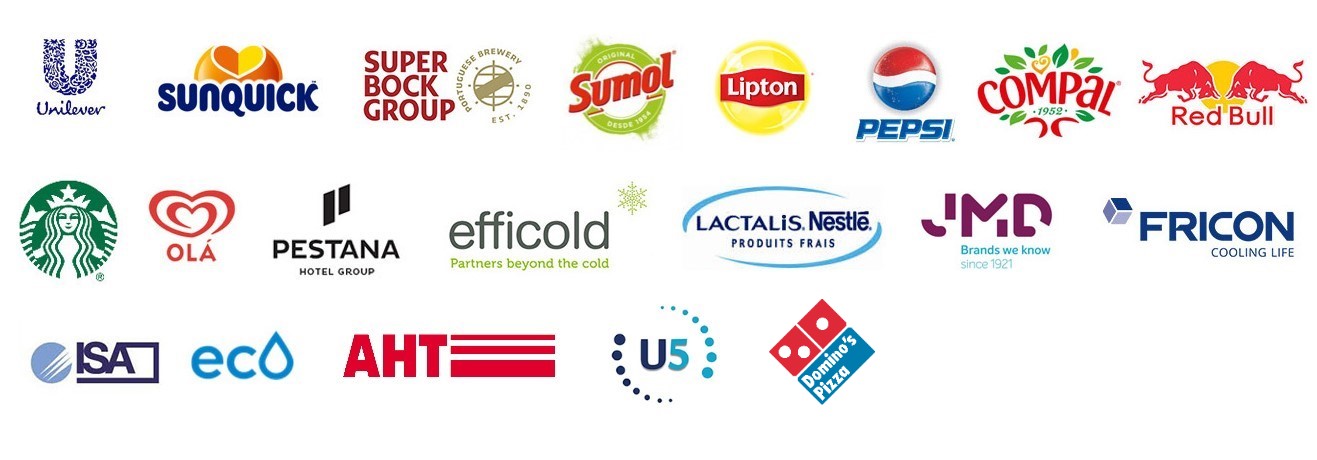 Unilever
SUNQUICK™
SUPER
BOCK
GROUP
PORTUGUESE BREWERY
EST. 1890
ORIGINAL
Sumol®
DESDE 1954
Lipton
PEPSI
COMPAL®
·1952·
Red Bull
®
OLÁ
PESTANA
HOTEL GROUP
efficold
Partners beyond the cold
LACTALiS. Nestlé®
PRODUITS FRAIS
JMD
Brands we know
since 1921
FRICON
COOLING LIFE
ISA
eco
AHT
U5
Domino's
Pizza